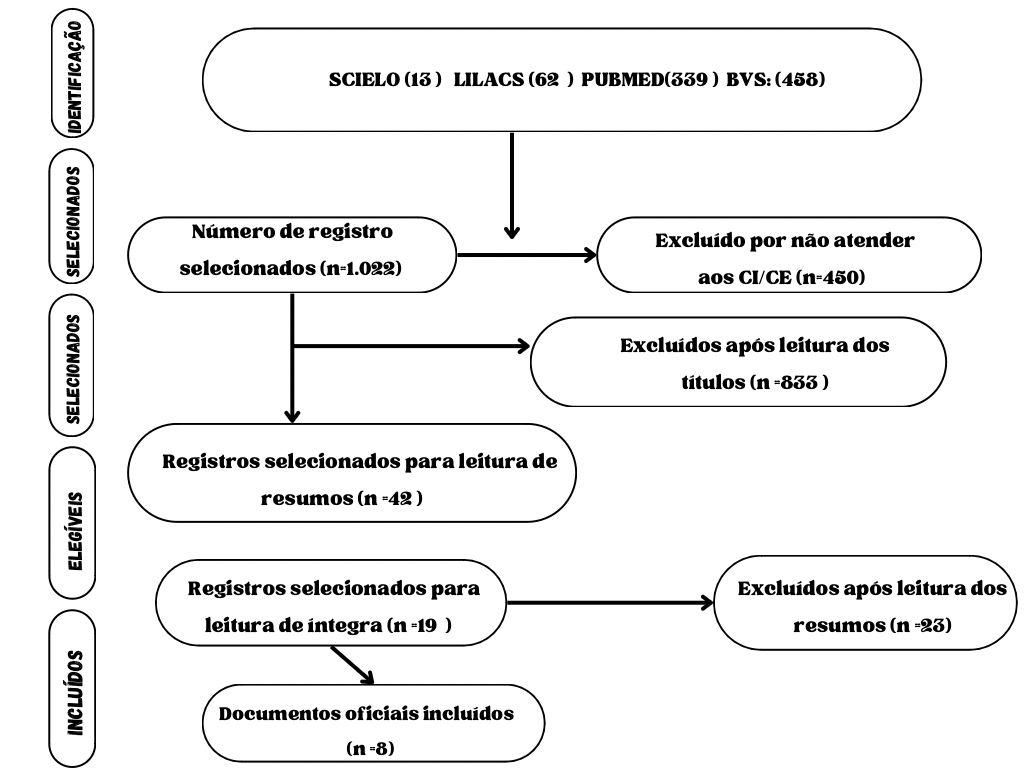 IDENTIFICAÇÃO
SCIELO (13 ) LILACS (62 ) PUBMED(339 ) BVS: (458)
SELECIONADOS
Número de registro
selecionados (n=1.022)
Excluído por não atender
aos CI/CE (n=450)
SELECIONADOS
Excluídos após leitura dos
títulos (n =833 )
Registros selecionados para leitura de
resumos (n =42 )
ELEGÍVEIS
Registros selecionados para
leitura de íntegra (n =19 )
Excluídos após leitura dos
resumos (n =23)
INCLUÍDOS
Documentos oficiais incluídos
(n =8)